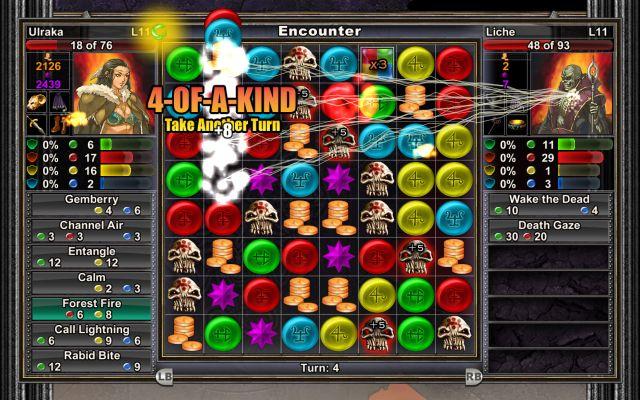 Ulraka L11 Encounter Liche L11
18 of 76 48 of 93
2126
2439
2
7
x3
4-OF-A-KIND
Take Another Turn
8
+5
0% 6
0% 17
0% 16
0% 2
0% 11
0% 29
0% 1
0% 3
Gemberry
4 6
Channel Air
3 3
Entangle
12 12
Calm
2 3
Forest Fire
6 8
Call Lightning
6 9 6
Rabid Bite
12 9
Wake the Dead
10 4
Death Gaze
30 20
+5
+5
LB Turn: 4 RB